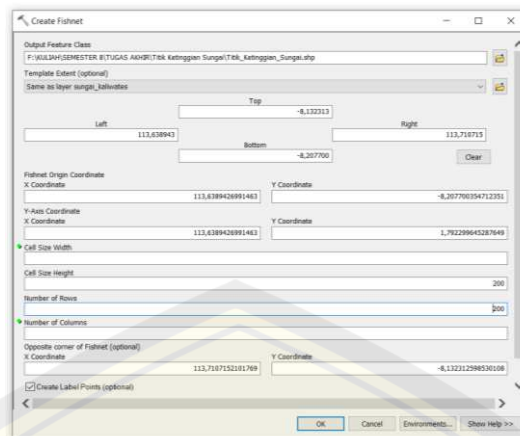 Create Fishnet
Output Feature Class
F:\KULIAH\SEMESTER 8\TUGAS AKHIR\Titik Ketinggian Sungai\Titik_Ketinggian_Sungai.shp
Template Extent (optional)
Same as layer sungai_kaliwates
Top
-8,132313
Left Right
113,638943 113,710715
Bottom
-8,207700
Clear
Fishnet Origin Coordinate
X Coordinate Y Coordinate
113,6389426991463 -8,207700354712351
Y-Axis Coordinate
X Coordinate Y Coordinate
113,6389426991463 1,792299645287649
Cell Size Width
Cell Size Height
200
Number of Rows
200
Number of Columns
Opposite corner of Fishnet (optional)
X Coordinate Y Coordinate
113,7107152101769 -8,132312598530108
Create Label Points (optional)
OK Cancel Environments... Show Help >>